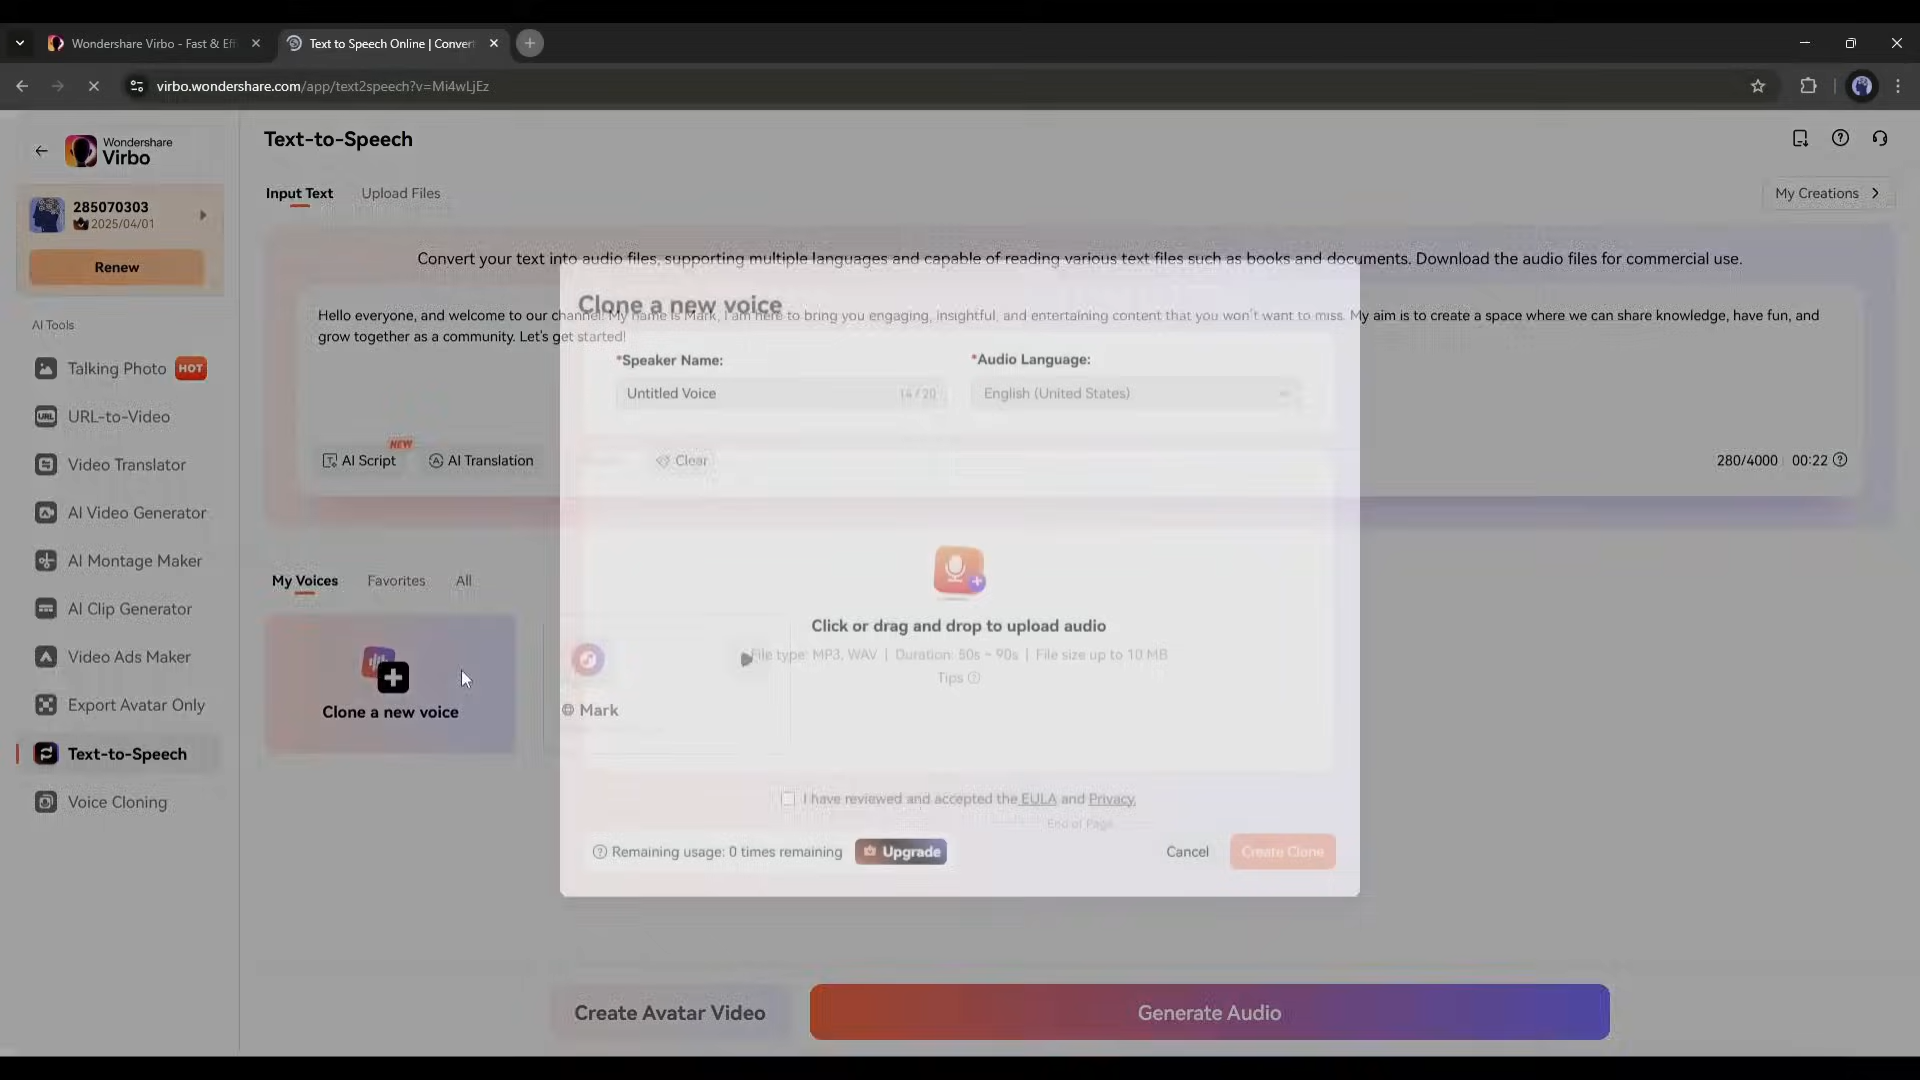 Wondershare Virbo - Fast & Eff
Text to Speech Online | Convert
virbo.wondershare.com/app/text2speech?v=Mi4wLjEz
Wondershare
Virbo
285070303
2025/04/01
Renew
AI Tools
Talking Photo
HOT
URL-to-Video
Video Translator
AI Video Generator
AI Montage Maker
AI Clip Generator
Video Ads Maker
Export Avatar Only
Text-to-Speech
Voice Cloning
Text-to-Speech
Input Text
Upload Files
My Creations
Convert your text into audio files, supporting multiple languages and capable of reading various text files such as books and documents. Download the audio files for commercial use.
Hello everyone, and welcome to our channel! My name is Mark, I am here to bring you engaging, insightful, and entertaining content that you won't want to miss. My aim is to create a space where we can share knowledge, have fun, and
grow together as a community. Let's get started!
NEW
AI Script
AI Translation
Clear
280/4000
00:22
My Voices
Favorites
All
Clone a new voice
Mark
End of Page
Clone a new voice
*Speaker Name:
*Audio Language:
Untitled Voice
14/20
English (United States)
Click or drag and drop to upload audio
File type: MP3, WAV | Duration: 50s ~ 90s | File size up to 10 MB
Tips
I have reviewed and accepted the EULA and Privacy.
Remaining usage: 0 times remaining
Upgrade
Cancel
Create Clone
Create Avatar Video
Generate Audio